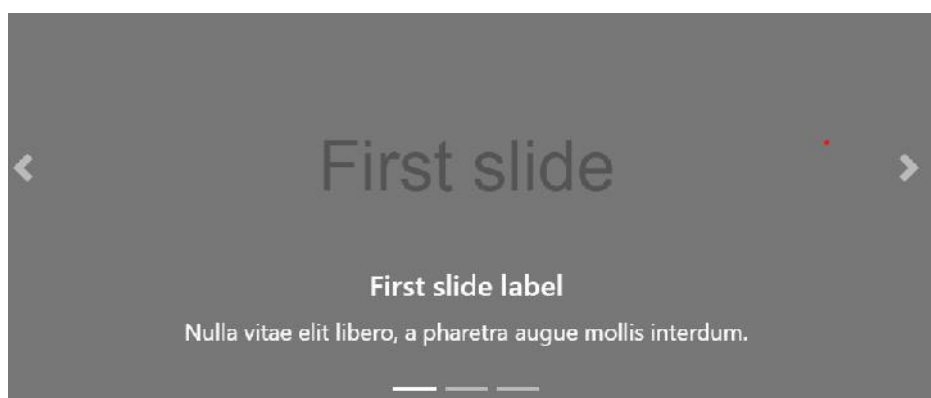 First slide
First slide label
Nulla vitae elit libero, a pharetra augue mollis interdum.